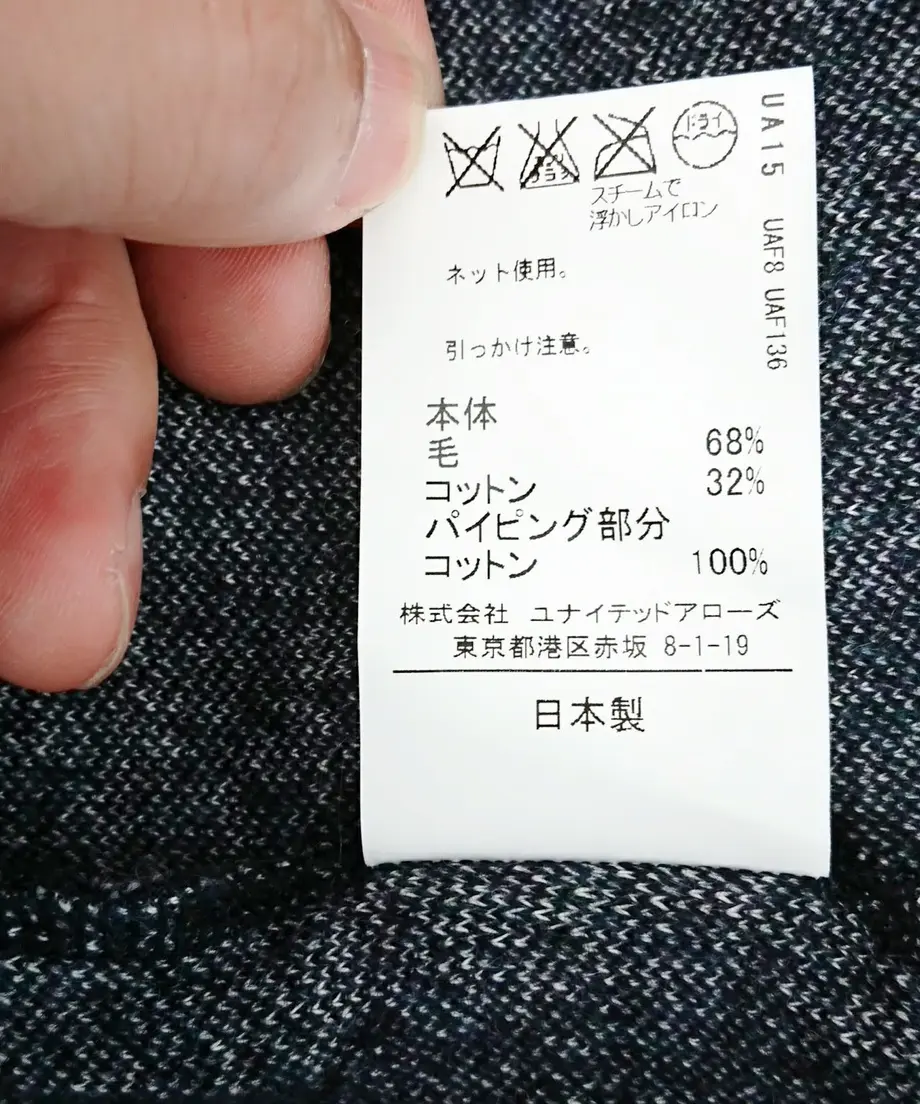 ドライ
スチームで
浮かしアイロン
ネット使用。
引っかけ注意。
本体
毛 68%
コットン 32%
パイピング部分
コットン 100%
株式会社 ユナイテッドアローズ
東京都港区赤坂 8-1-19
日本製
UA15 UAF8 UAF136